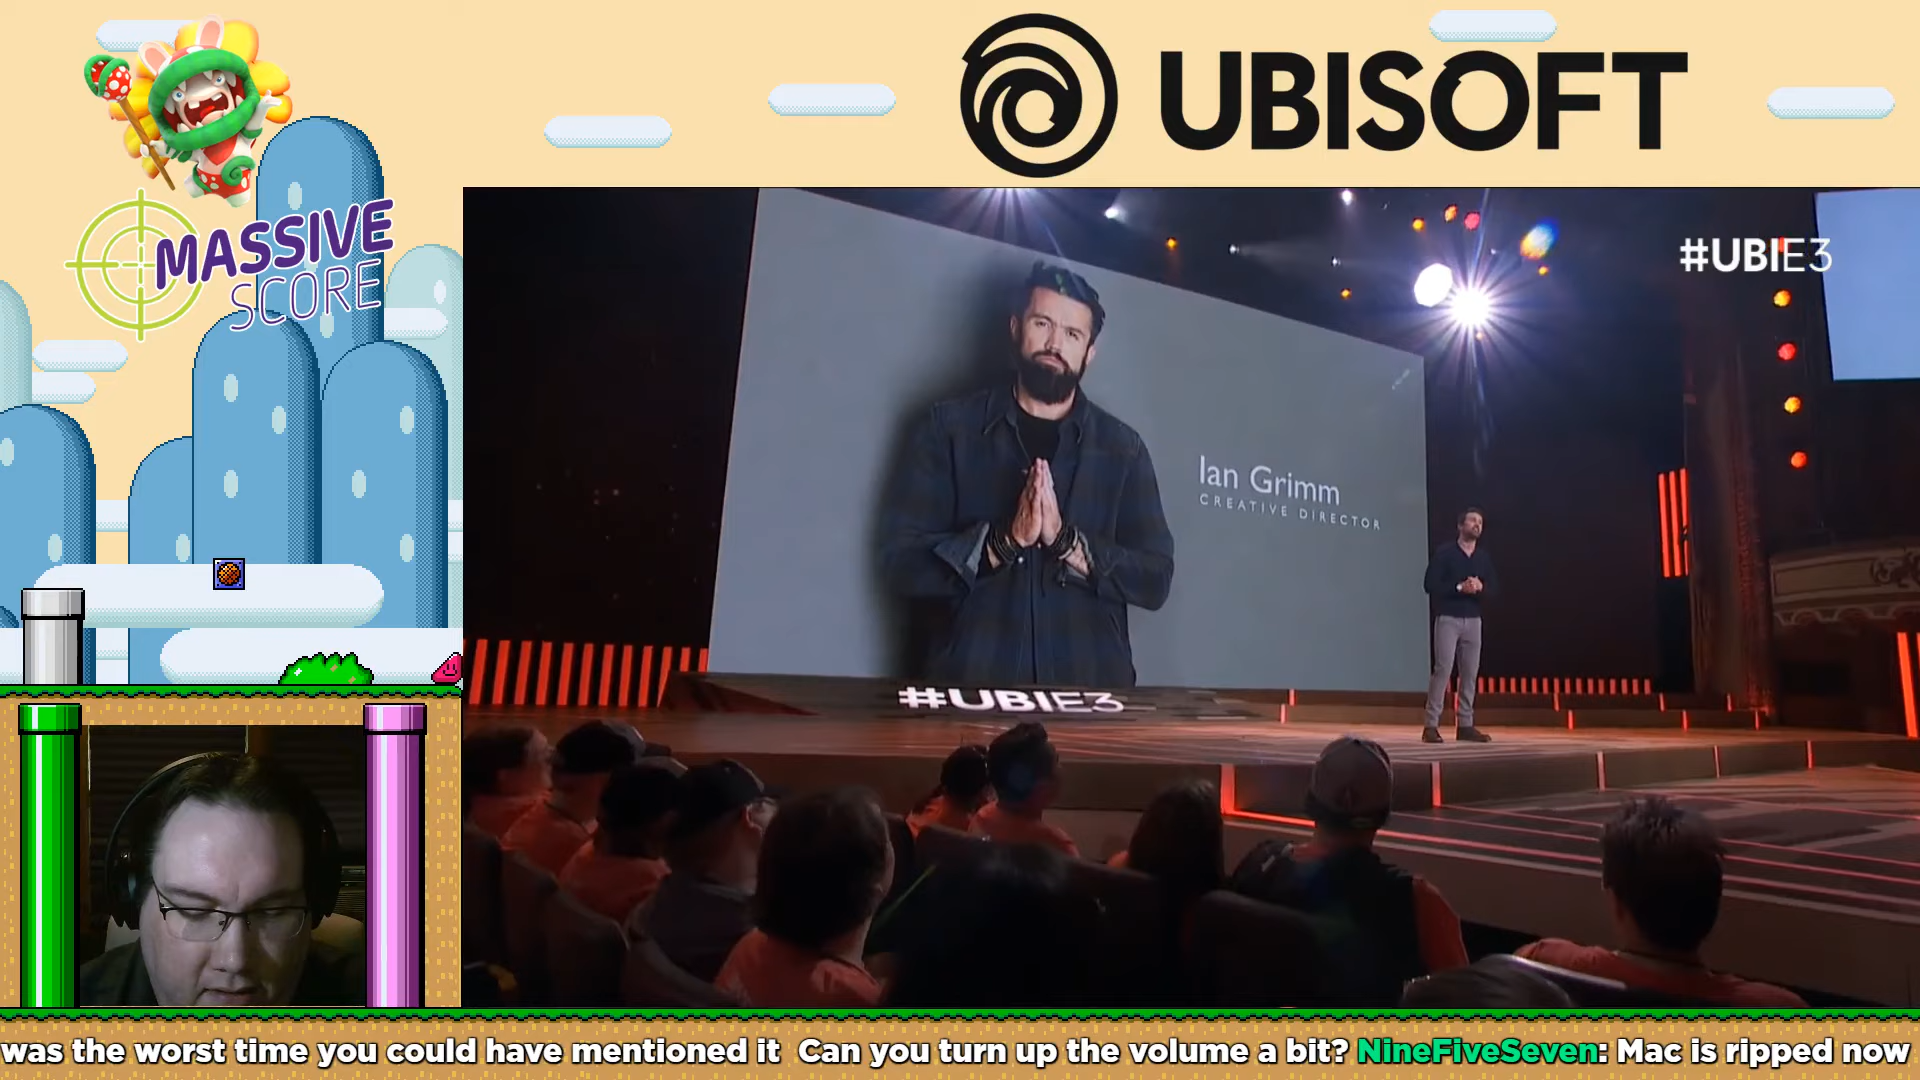 UBISOFT
MASSIVE
SCORE
#UBIE3
Ian Grimm
CREATIVE DIRECTOR
#UBIE3
was the worst time you could have mentioned it Can you turn up the volume a bit? NineFiveSeven: Mac is ripped now